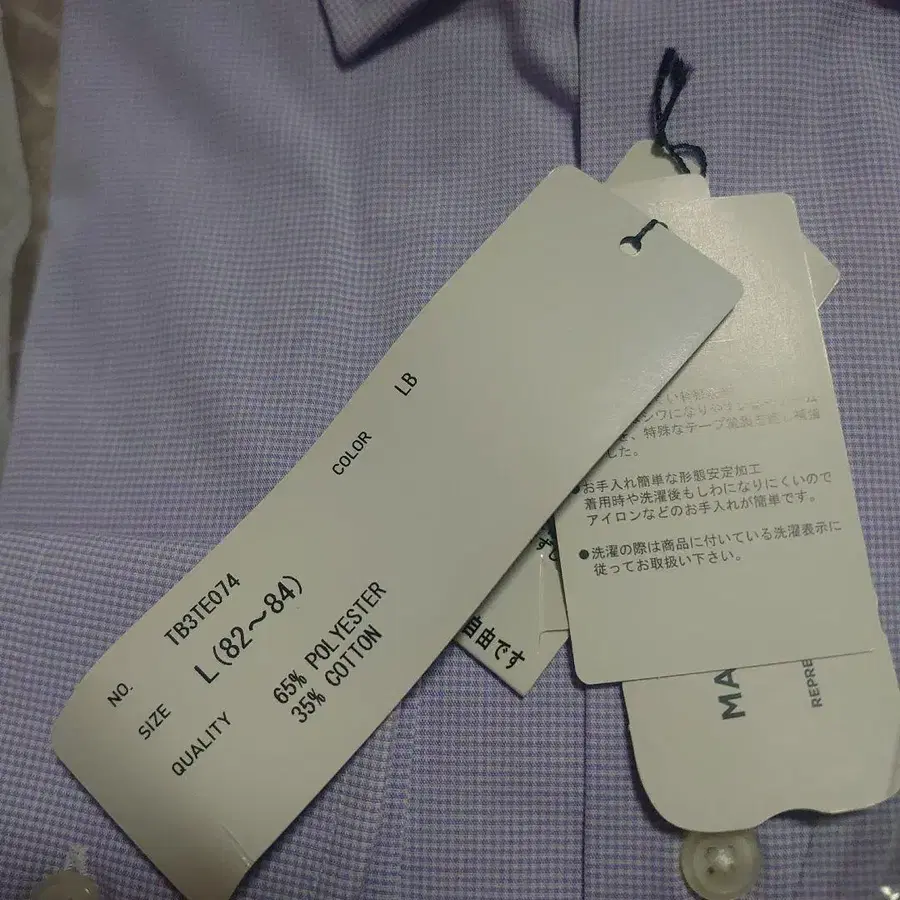 NO. TB3TE074
SIZE L(82〜84)
QUALITY 65% POLYESTER
35% COTTON
COLOR LB
シワになりやすい
、特殊なテープ
した。
●お手入れ簡単な形態安定加工
着用時や洗濯後もしわになりにくいので
アイロンなどのお手入れが簡単です。
●洗濯の際は商品に付いている洗濯表示に
従ってお取扱い下さい。
自由です
MA
REPRE